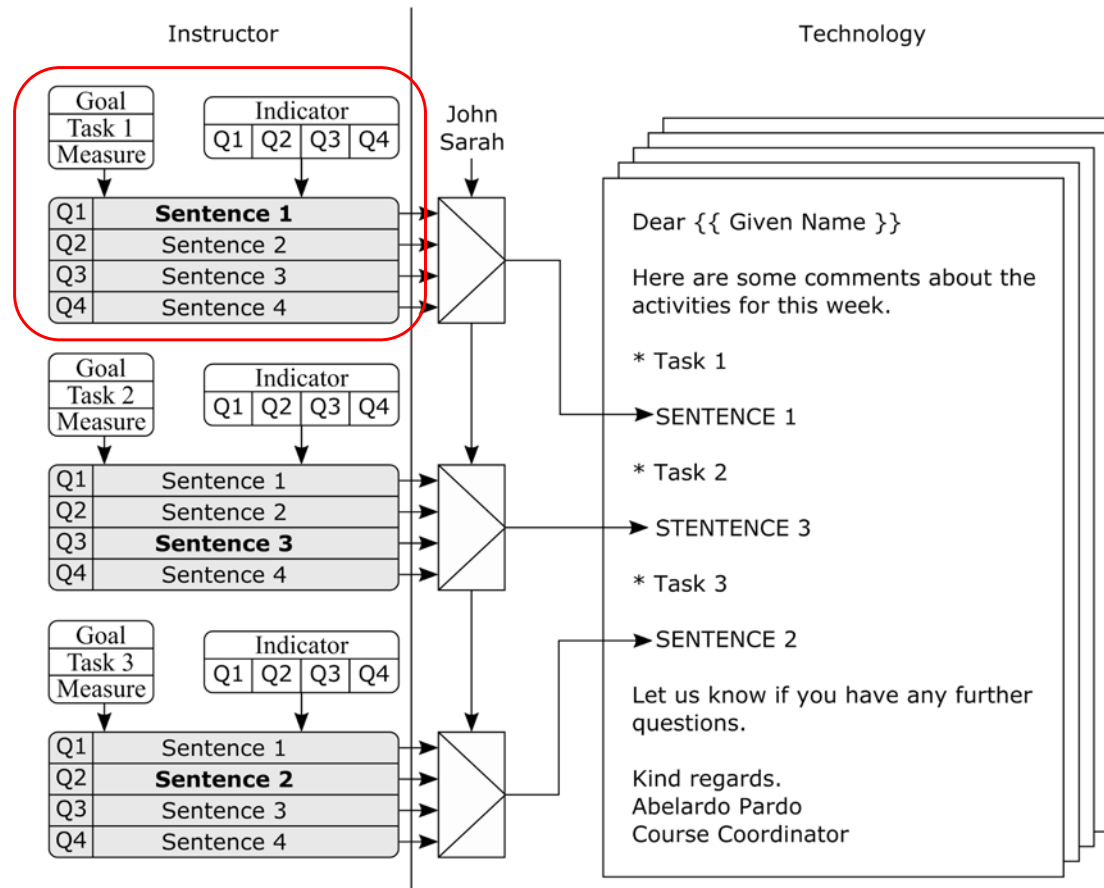 Instructor
Technology
Goal
Task 1
Measure
Indicator
Q1 Q2 Q3 Q4
John
Sarah
Q1 Sentence 1
Q2 Sentence 2
Q3 Sentence 3
Q4 Sentence 4
Goal
Task 2
Measure
Indicator
Q1 Q2 Q3 Q4
Q1 Sentence 1
Q2 Sentence 2
Q3 Sentence 3
Q4 Sentence 4
Goal
Task 3
Measure
Indicator
Q1 Q2 Q3 Q4
Q1 Sentence 1
Q2 Sentence 2
Q3 Sentence 3
Q4 Sentence 4
Dear {{ Given Name }}
Here are some comments about the
activities for this week.
* Task 1
SENTENCE 1
* Task 2
STENTENCE 3
* Task 3
SENTENCE 2
Let us know if you have any further
questions.
Kind regards.
Abelardo Pardo
Course Coordinator